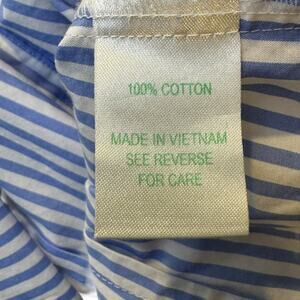 100% COTTON
MADE IN VIETNAM
SEE REVERSE
FOR CARE